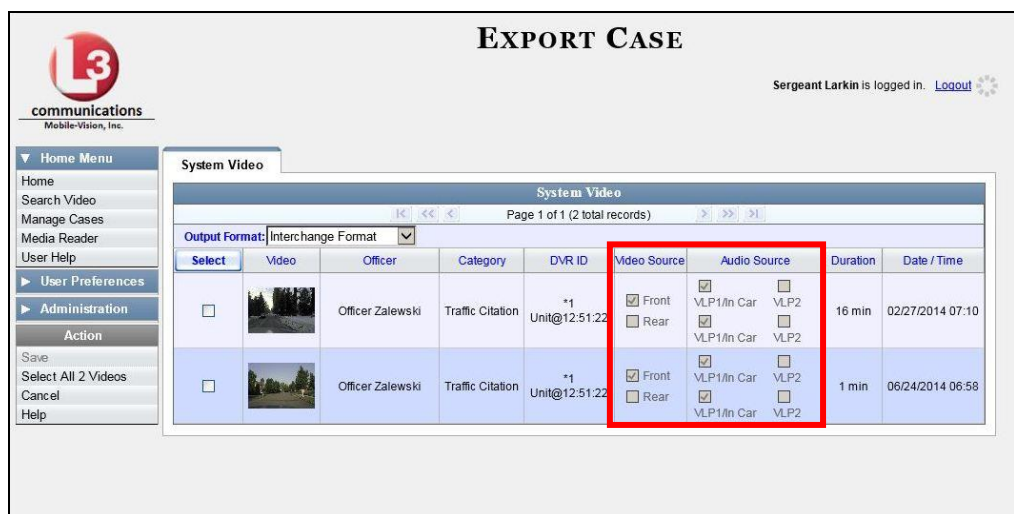 EXPORT CASE
L3
communications
Mobile-Vision, Inc.
Sergeant Larkin is logged in. Logout
Home Menu
Home
Search Video
Manage Cases
Media Reader
User Help
User Preferences
Administration
Action
Save
Select All 2 Videos
Cancel
Help
System Video
System Video
Page 1 of 1 (2 total records)
Output Format: Interchange Format
Select Video Officer Category DVR ID Video Source Audio Source Duration Date / Time
Officer Zalewski Traffic Citation *1 Unit@12:51:22
Front
Rear
VLP1/In Car VLP2
VLP1/In Car VLP2
16 min 02/27/2014 07:10
Officer Zalewski Traffic Citation *1 Unit@12:51:22
Front
Rear
VLP1/In Car VLP2
VLP1/In Car VLP2
1 min 06/24/2014 06:58